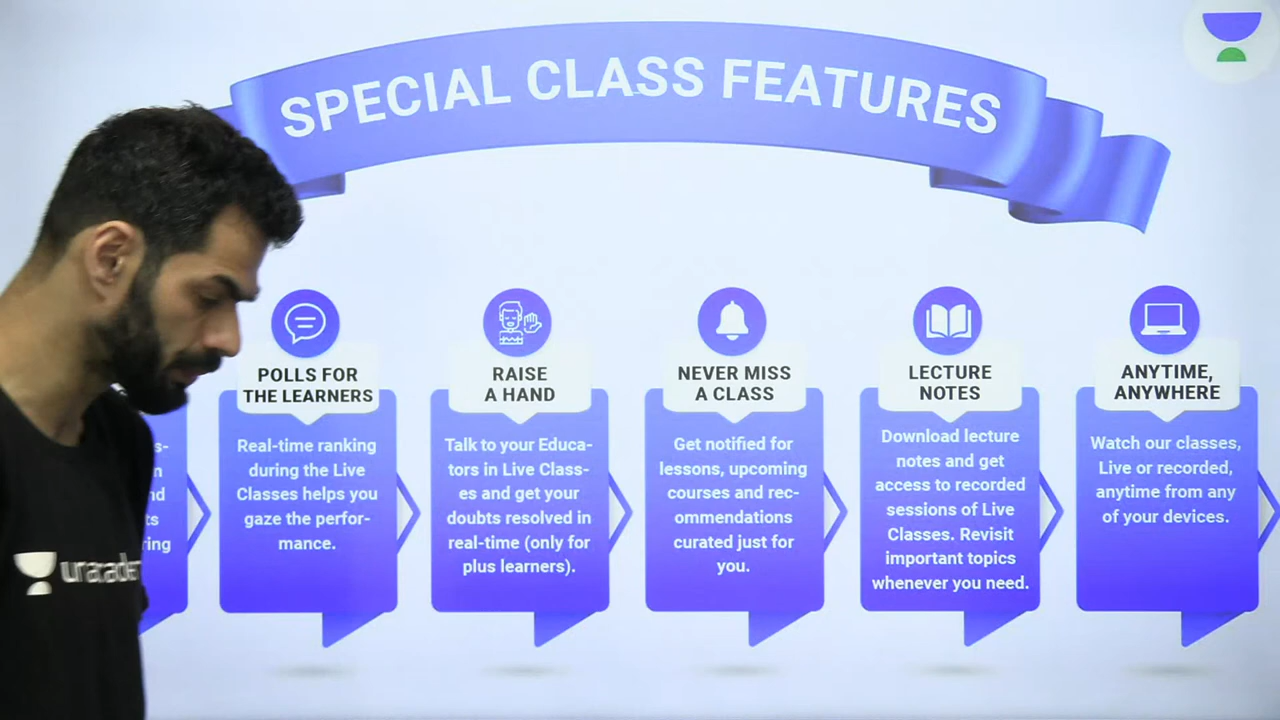 SPECIAL CLASS FEATURES
POLLS FOR
THE LEARNERS
Real-time ranking
during the Live
Classes helps you
gaze the perfor-
mance.
RAISE
A HAND
Talk to your Educa-
tors in Live Class-
es and get your
doubts resolved in
real-time (only for
plus learners).
NEVER MISS
A CLASS
Get notified for
lessons, upcoming
courses and rec-
ommendations
curated just for
you.
LECTURE
NOTES
Download lecture
notes and get
access to recorded
sessions of Live
Classes. Revisit
important topics
whenever you need.
ANYTIME,
ANYWHERE
Watch our classes,
Live or recorded,
anytime from any
of your devices.